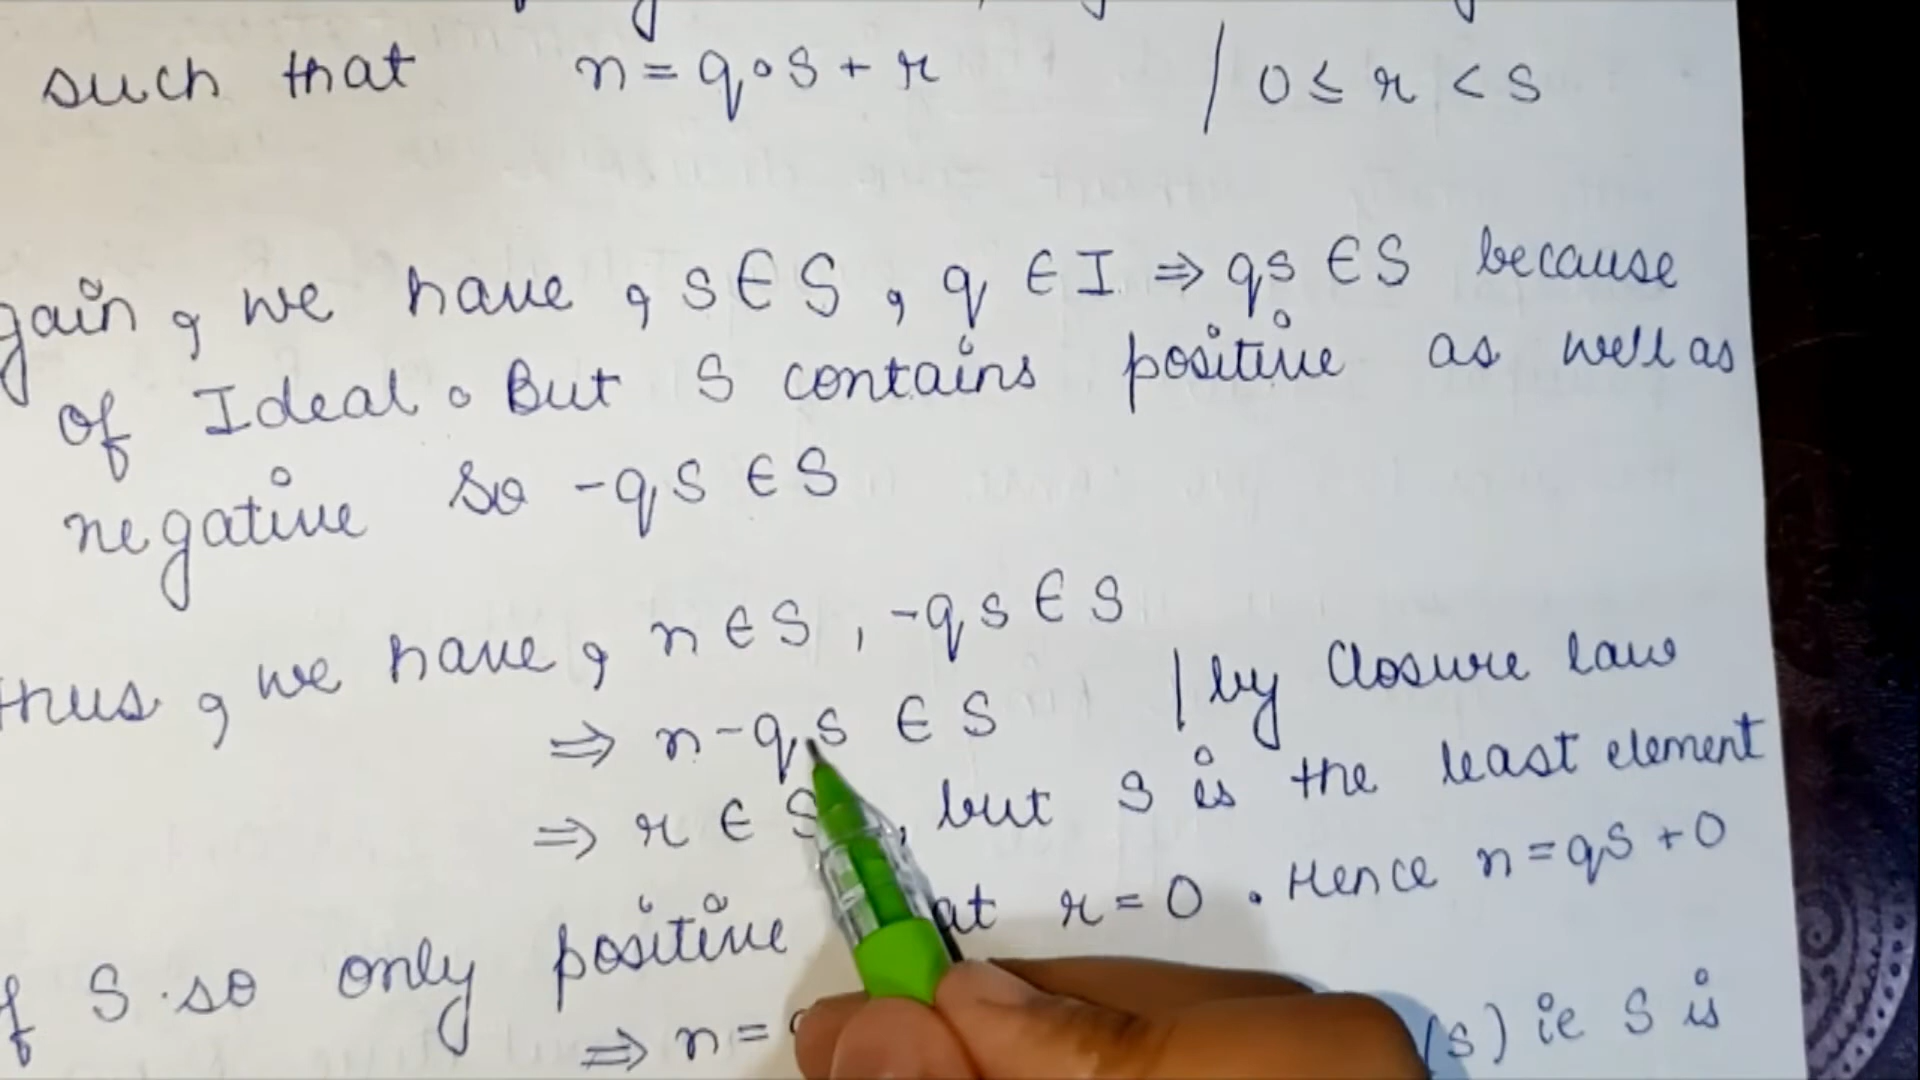 such that n = q∘s + r / 0 ≤ r < s
gain, we have, s ∈ S, q ∈ I ⇒ qs ∈ S because
of Ideal. But S contains positive as well as
negative so -qs ∈ S
thus, we have, n ∈ S, -qs ∈ S
⇒ n-qs ∈ S / by Closure law
⇒ r ∈ S, but s is the least element
f S. so only positive at r = 0. Hence n = qs + 0
⇒ n = (s) ie S is